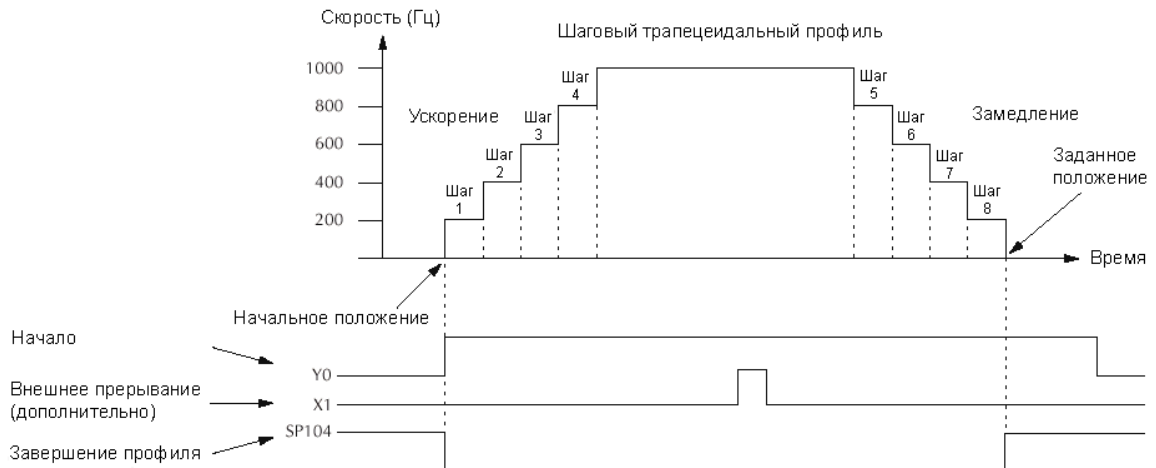 Скорость (Гц)
Шаговый трапецеидальный профиль
1000
800
600
400
200
Ускорение
Замедление
Шаг
1
Шаг
2
Шаг
3
Шаг
4
Шаг
5
Шаг
6
Шаг
7
Шаг
8
Заданное
положение
Время
Начальное положение
Начало
Y0
Внешнее прерывание
(дополнительно)
X1
SP104
Завершение профиля